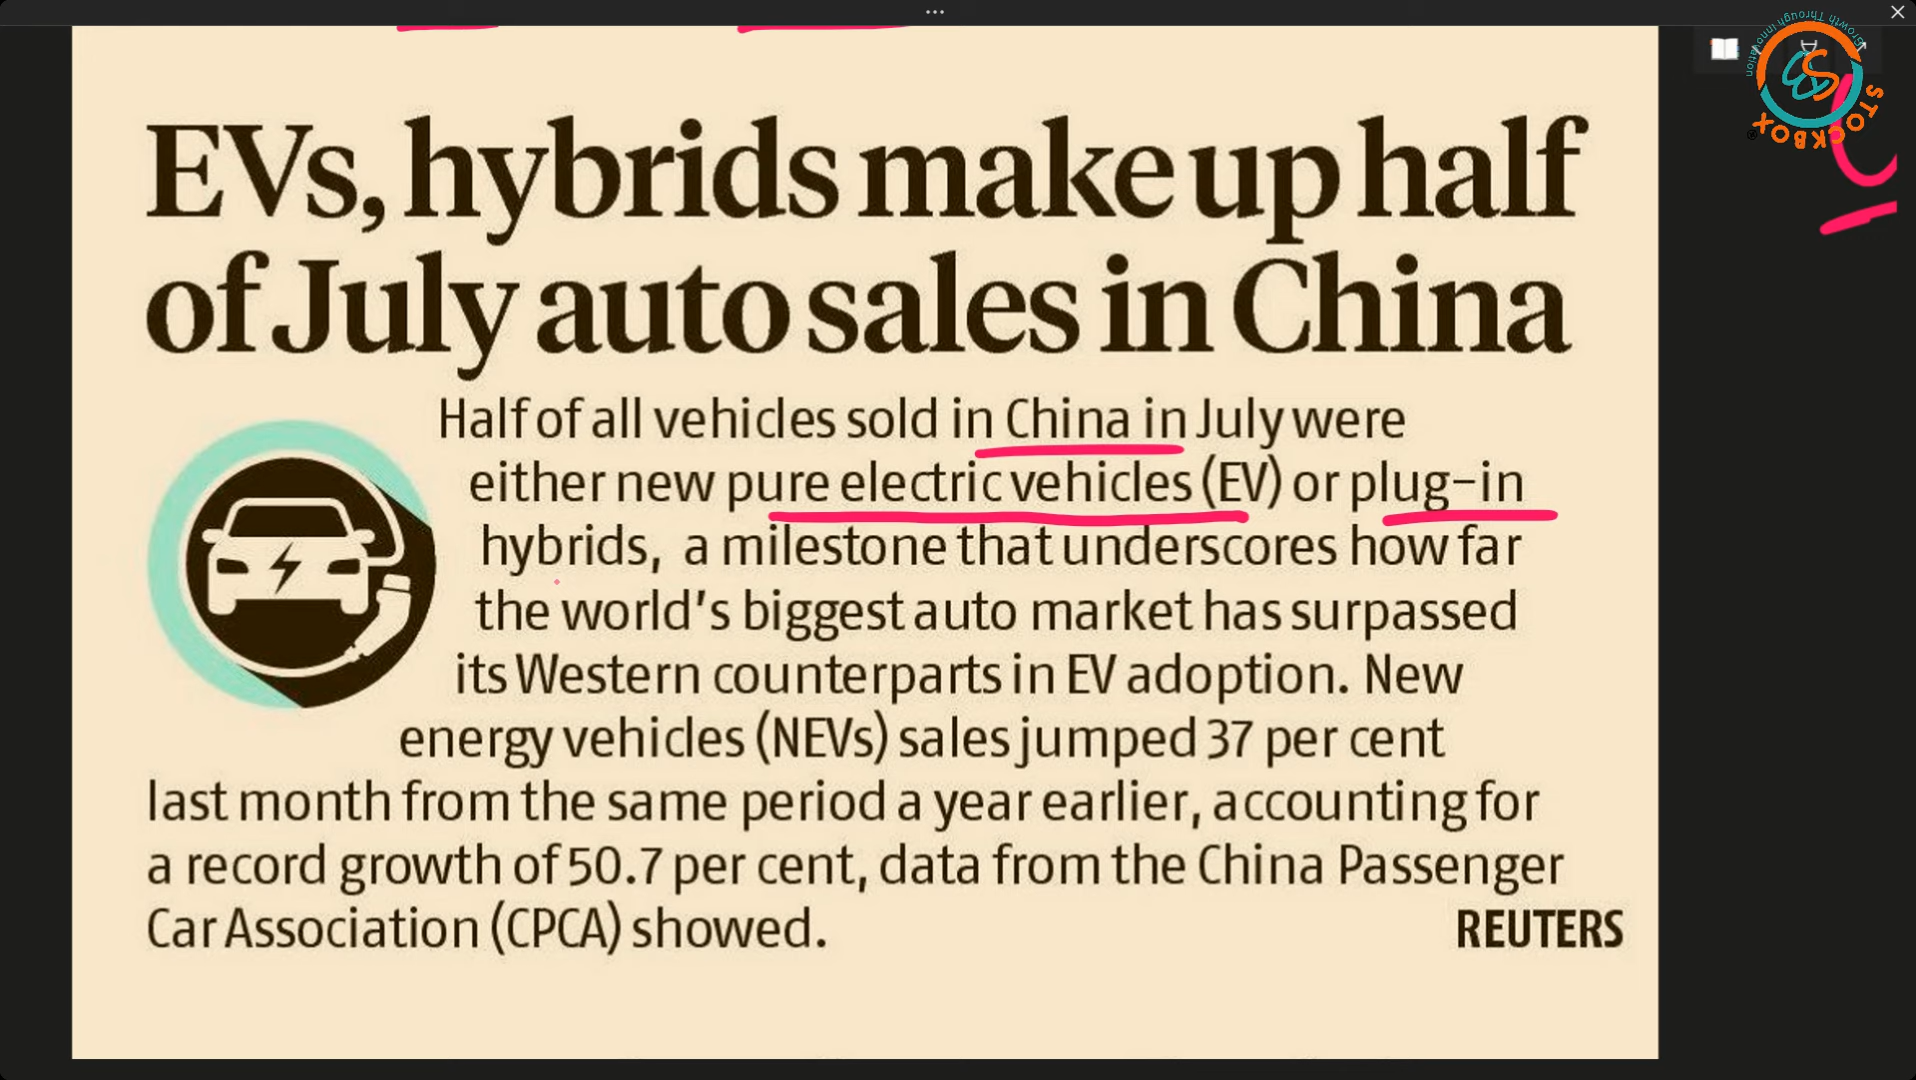 EVs, hybrids make up half
of July auto sales in China
Half of all vehicles sold in China in July were
either new pure electric vehicles (EV) or plug-in
hybrids, a milestone that underscores how far
the world's biggest auto market has surpassed
its Western counterparts in EV adoption. New
energy vehicles (NEVs) sales jumped 37 per cent
last month from the same period a year earlier, accounting for
a record growth of 50.7 per cent, data from the China Passenger
Car Association (CPCA) showed.
REUTERS
Growth Through Innovation
STOCKBOX